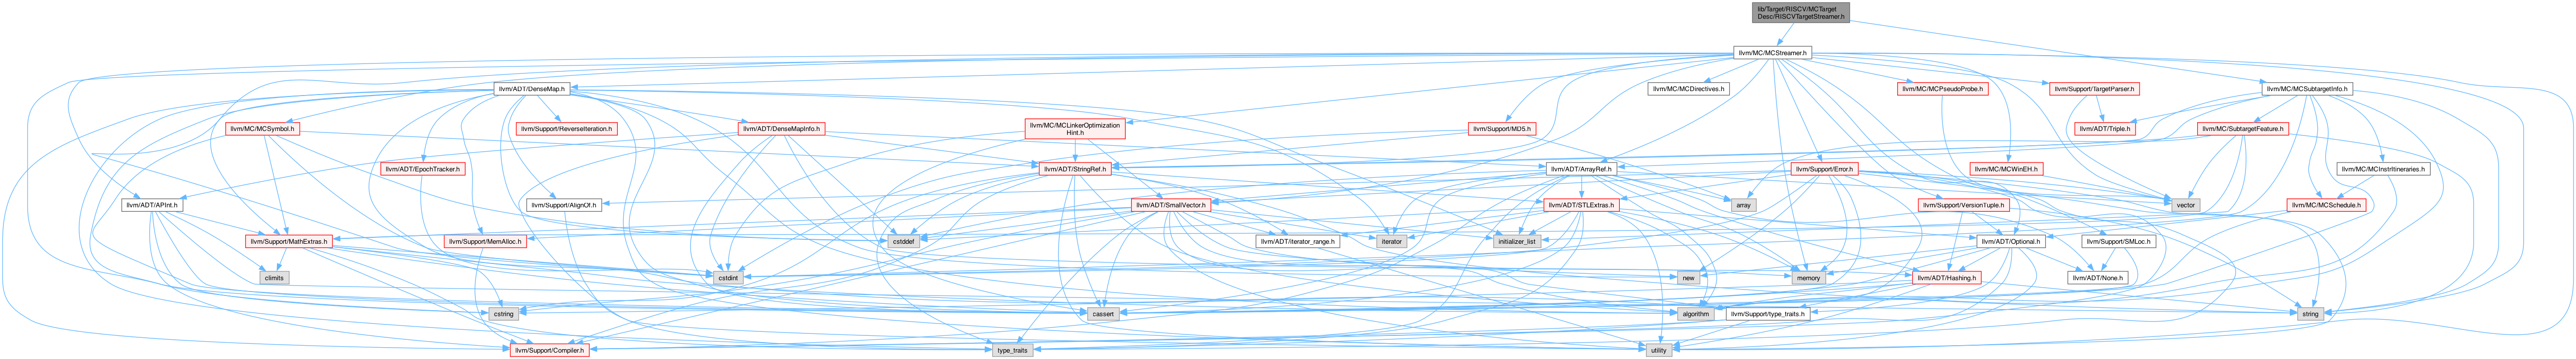 lib/Target/RISCV/MCTarget
Desc/RISCVTargetStreamer.h
llvm/MC/MCStreamer.h
llvm/ADT/DenseMap.h
llvm/MC/MCDirectives.h
llvm/MC/MCPseudoProbe.h
llvm/Support/TargetParser.h
llvm/MC/MCSubtargetInfo.h
llvm/MC/MCSymbol.h
llvm/Support/ReverseIteration.h
llvm/ADT/DenseMapInfo.h
llvm/MC/MCLinkerOptimization
Hint.h
llvm/Support/MD5.h
llvm/ADT/Triple.h
llvm/MC/SubtargetFeature.h
llvm/ADT/EpochTracker.h
llvm/ADT/StringRef.h
llvm/ADT/ArrayRef.h
llvm/Support/Error.h
llvm/MC/MCWinEH.h
llvm/MC/MCInstrItineraries.h
llvm/ADT/APInt.h
llvm/Support/AlignOf.h
llvm/ADT/SmallVector.h
llvm/ADT/STLExtras.h
array
llvm/Support/VersionTuple.h
vector
llvm/MC/MCSchedule.h
llvm/Support/MathExtras.h
llvm/Support/MemAlloc.h
cstddef
llvm/ADT/iterator_range.h
iterator
initializer_list
llvm/ADT/Optional.h
llvm/Support/SMLoc.h
climits
cstdint
new
memory
llvm/ADT/Hashing.h
llvm/ADT/None.h
cstring
cassert
algorithm
llvm/Support/type_traits.h
string
llvm/Support/Compiler.h
type_traits
utility